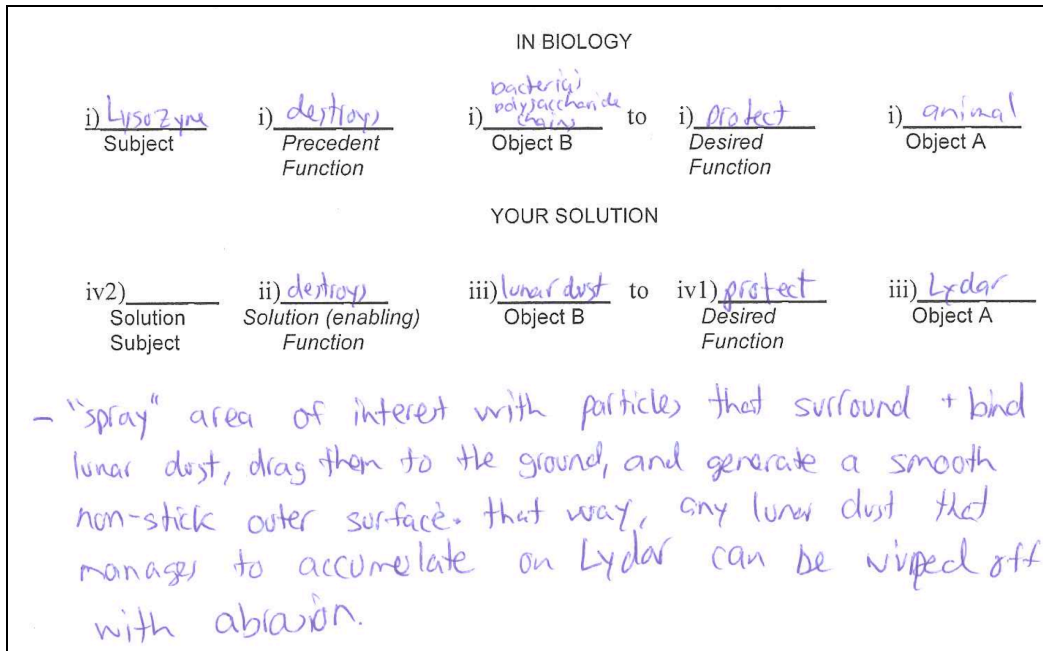 IN BIOLOGY
bacteria's
polysaccharide
chains
i) Lysozyme i) destroys i) to i) protect i) animal
Subject Precedent Object B Desired Object A
Function Function
YOUR SOLUTION
iv2) ii) destroys iii) lunar dust to iv1) protect iii) Lydar
Solution Solution (enabling) Object B Desired Object A
Subject Function Function
- "spray" area of interest with particles that surround + bind
lunar dust, drag them to the ground, and generate a smooth
non-stick outer surface. that way, any lunar dust that
manages to accumelate on Lydar can be wiped off
with abrasion.